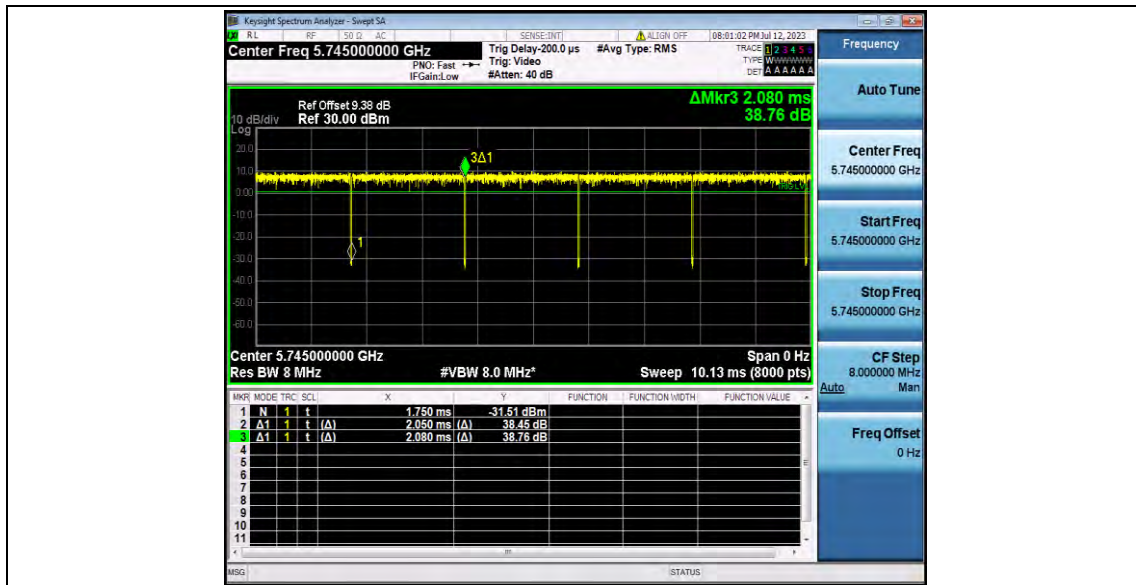 Keysight Spectrum Analyzer - Swept SA
RL RF 50 Ω AC SENSE:INT ALIGN OFF 08:01:02 PM Jul 12, 2023
Center Freq 5.745000000 GHz
PNO: Fast
IFGain:Low
Trig Delay-200.0 µs
Trig: Video
#Atten: 40 dB
#Avg Type: RMS
TRACE 1 2 3 4 5 6
TYPE WWWWWW
DET A A A A A A
Frequency
Auto Tune
Center Freq
5.745000000 GHz
Start Freq
5.745000000 GHz
Stop Freq
5.745000000 GHz
CF Step
8.000000 MHz
Auto Man
Freq Offset
0 Hz
ΔMkr3 2.080 ms
38.76 dB
Ref Offset 9.38 dB
10 dB/div Ref 30.00 dBm
Log
20.0
10.0
0.00
-10.0
-20.0
-30.0
-40.0
-50.0
-60.0
3Δ1
1
Center 5.745000000 GHz Span 0 Hz
Res BW 8 MHz #VBW 8.0 MHz* Sweep 10.13 ms (8000 pts)
MKR MODE TRC SCL X Y FUNCTION FUNCTION WIDTH FUNCTION VALUE
1 N 1 t 1.750 ms -31.51 dBm
2 Δ1 1 t (Δ) 2.050 ms (Δ) 38.45 dB
3 Δ1 1 t (Δ) 2.080 ms (Δ) 38.76 dB
4
5
6
7
8
9
10
11
MSG STATUS